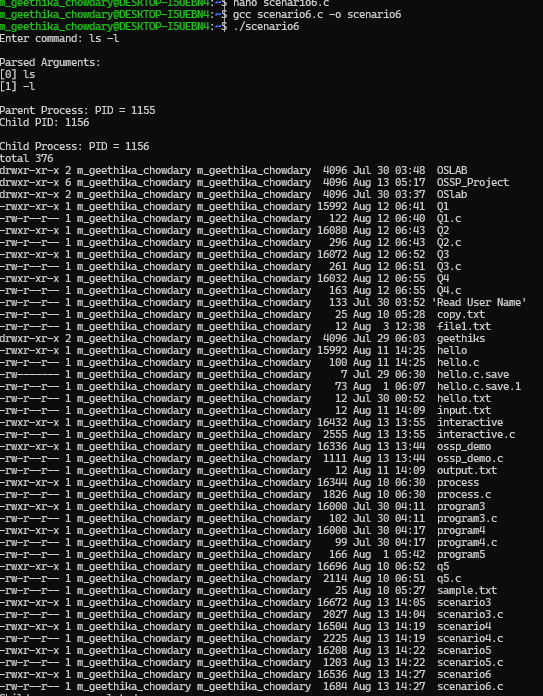 m_geethika_chowdary@DESKTOP-I5UEBN4:~$ nano scenario6.c
m_geethika_chowdary@DESKTOP-I5UEBN4:~$ gcc scenario6.c -o scenario6
m_geethika_chowdary@DESKTOP-I5UEBN4:~$ ./scenario6
Enter command: ls -l
Parsed Arguments:
[0] ls
[1] -l
Parent Process: PID = 1155
Child PID: 1156
Child Process: PID = 1156
total 376
drwxr-xr-x 2 m_geethika_chowdary m_geethika_chowdary  4096 Jul 30 03:48  OSLAB
drwxr-xr-x 6 m_geethika_chowdary m_geethika_chowdary  4096 Aug 13 05:17  OSSP_Project
drwxr-xr-x 2 m_geethika_chowdary m_geethika_chowdary  4096 Jul 30 03:37  OSlab
-rwxr-xr-x 1 m_geethika_chowdary m_geethika_chowdary 15992 Aug 12 06:41  Q1
-rw-r--r-- 1 m_geethika_chowdary m_geethika_chowdary   122 Aug 12 06:40  Q1.c
-rwxr-xr-x 1 m_geethika_chowdary m_geethika_chowdary 16080 Aug 12 06:43  Q2
-rw-r--r-- 1 m_geethika_chowdary m_geethika_chowdary   296 Aug 12 06:43  Q2.c
-rwxr-xr-x 1 m_geethika_chowdary m_geethika_chowdary 16072 Aug 12 06:52  Q3
-rw-r--r-- 1 m_geethika_chowdary m_geethika_chowdary   261 Aug 12 06:51  Q3.c
-rwxr-xr-x 1 m_geethika_chowdary m_geethika_chowdary 16032 Aug 12 06:55  Q4
-rw-r--r-- 1 m_geethika_chowdary m_geethika_chowdary   163 Aug 12 06:55  Q4.c
-rw-r--r-- 1 m_geethika_chowdary m_geethika_chowdary   133 Jul 30 03:52 'Read User Name'
-rw-r--r-- 1 m_geethika_chowdary m_geethika_chowdary    25 Aug 10 05:28  copy.txt
-rw-r--r-- 1 m_geethika_chowdary m_geethika_chowdary    12 Aug  3 12:38  file1.txt
drwxr-xr-x 2 m_geethika_chowdary m_geethika_chowdary  4096 Jul 29 06:03  geethiks
-rwxr-xr-x 1 m_geethika_chowdary m_geethika_chowdary 15992 Aug 11 14:25  hello
-rw-r--r-- 1 m_geethika_chowdary m_geethika_chowdary   100 Aug 11 14:25  hello.c
-rw------- 1 m_geethika_chowdary m_geethika_chowdary     7 Jul 29 06:30  hello.c.save
-rw-r--r-- 1 m_geethika_chowdary m_geethika_chowdary    73 Aug  1 06:07  hello.c.save.1
-rw-r--r-- 1 m_geethika_chowdary m_geethika_chowdary    12 Jul 30 00:52  hello.txt
-rw-r--r-- 1 m_geethika_chowdary m_geethika_chowdary    12 Aug 11 14:09  input.txt
-rwxr-xr-x 1 m_geethika_chowdary m_geethika_chowdary 16432 Aug 13 13:55  interactive
-rw-r--r-- 1 m_geethika_chowdary m_geethika_chowdary  2555 Aug 13 13:55  interactive.c
-rwxr-xr-x 1 m_geethika_chowdary m_geethika_chowdary 16336 Aug 13 13:44  ossp_demo
-rw-r--r-- 1 m_geethika_chowdary m_geethika_chowdary  1111 Aug 13 13:44  ossp_demo.c
-rw-r--r-- 1 m_geethika_chowdary m_geethika_chowdary    12 Aug 11 14:09  output.txt
-rwxr-xr-x 1 m_geethika_chowdary m_geethika_chowdary 16344 Aug 10 06:30  process
-rw-r--r-- 1 m_geethika_chowdary m_geethika_chowdary  1826 Aug 10 06:30  process.c
-rwxr-xr-x 1 m_geethika_chowdary m_geethika_chowdary 16000 Jul 30 04:11  program3
-rw-r--r-- 1 m_geethika_chowdary m_geethika_chowdary   102 Jul 30 04:11  program3.c
-rwxr-xr-x 1 m_geethika_chowdary m_geethika_chowdary 16000 Jul 30 04:17  program4
-rw-r--r-- 1 m_geethika_chowdary m_geethika_chowdary    99 Jul 30 04:17  program4.c
-rw-r--r-- 1 m_geethika_chowdary m_geethika_chowdary   166 Aug  1 05:42  program5
-rwxr-xr-x 1 m_geethika_chowdary m_geethika_chowdary 16696 Aug 10 06:52  q5
-rw-r--r-- 1 m_geethika_chowdary m_geethika_chowdary  2114 Aug 10 06:51  q5.c
-rw-r--r-- 1 m_geethika_chowdary m_geethika_chowdary    25 Aug 10 05:27  sample.txt
-rwxr-xr-x 1 m_geethika_chowdary m_geethika_chowdary 16672 Aug 13 14:05  scenario3
-rw-r--r-- 1 m_geethika_chowdary m_geethika_chowdary  2027 Aug 13 14:04  scenario3.c
-rwxr-xr-x 1 m_geethika_chowdary m_geethika_chowdary 16504 Aug 13 14:19  scenario4
-rw-r--r-- 1 m_geethika_chowdary m_geethika_chowdary  2225 Aug 13 14:19  scenario4.c
-rwxr-xr-x 1 m_geethika_chowdary m_geethika_chowdary 16208 Aug 13 14:22  scenario5
-rw-r--r-- 1 m_geethika_chowdary m_geethika_chowdary  1203 Aug 13 14:22  scenario5.c
-rwxr-xr-x 1 m_geethika_chowdary m_geethika_chowdary 16536 Aug 13 14:27  scenario6
-rw-r--r-- 1 m_geethika_chowdary m_geethika_chowdary  1684 Aug 13 14:27  scenario6.c